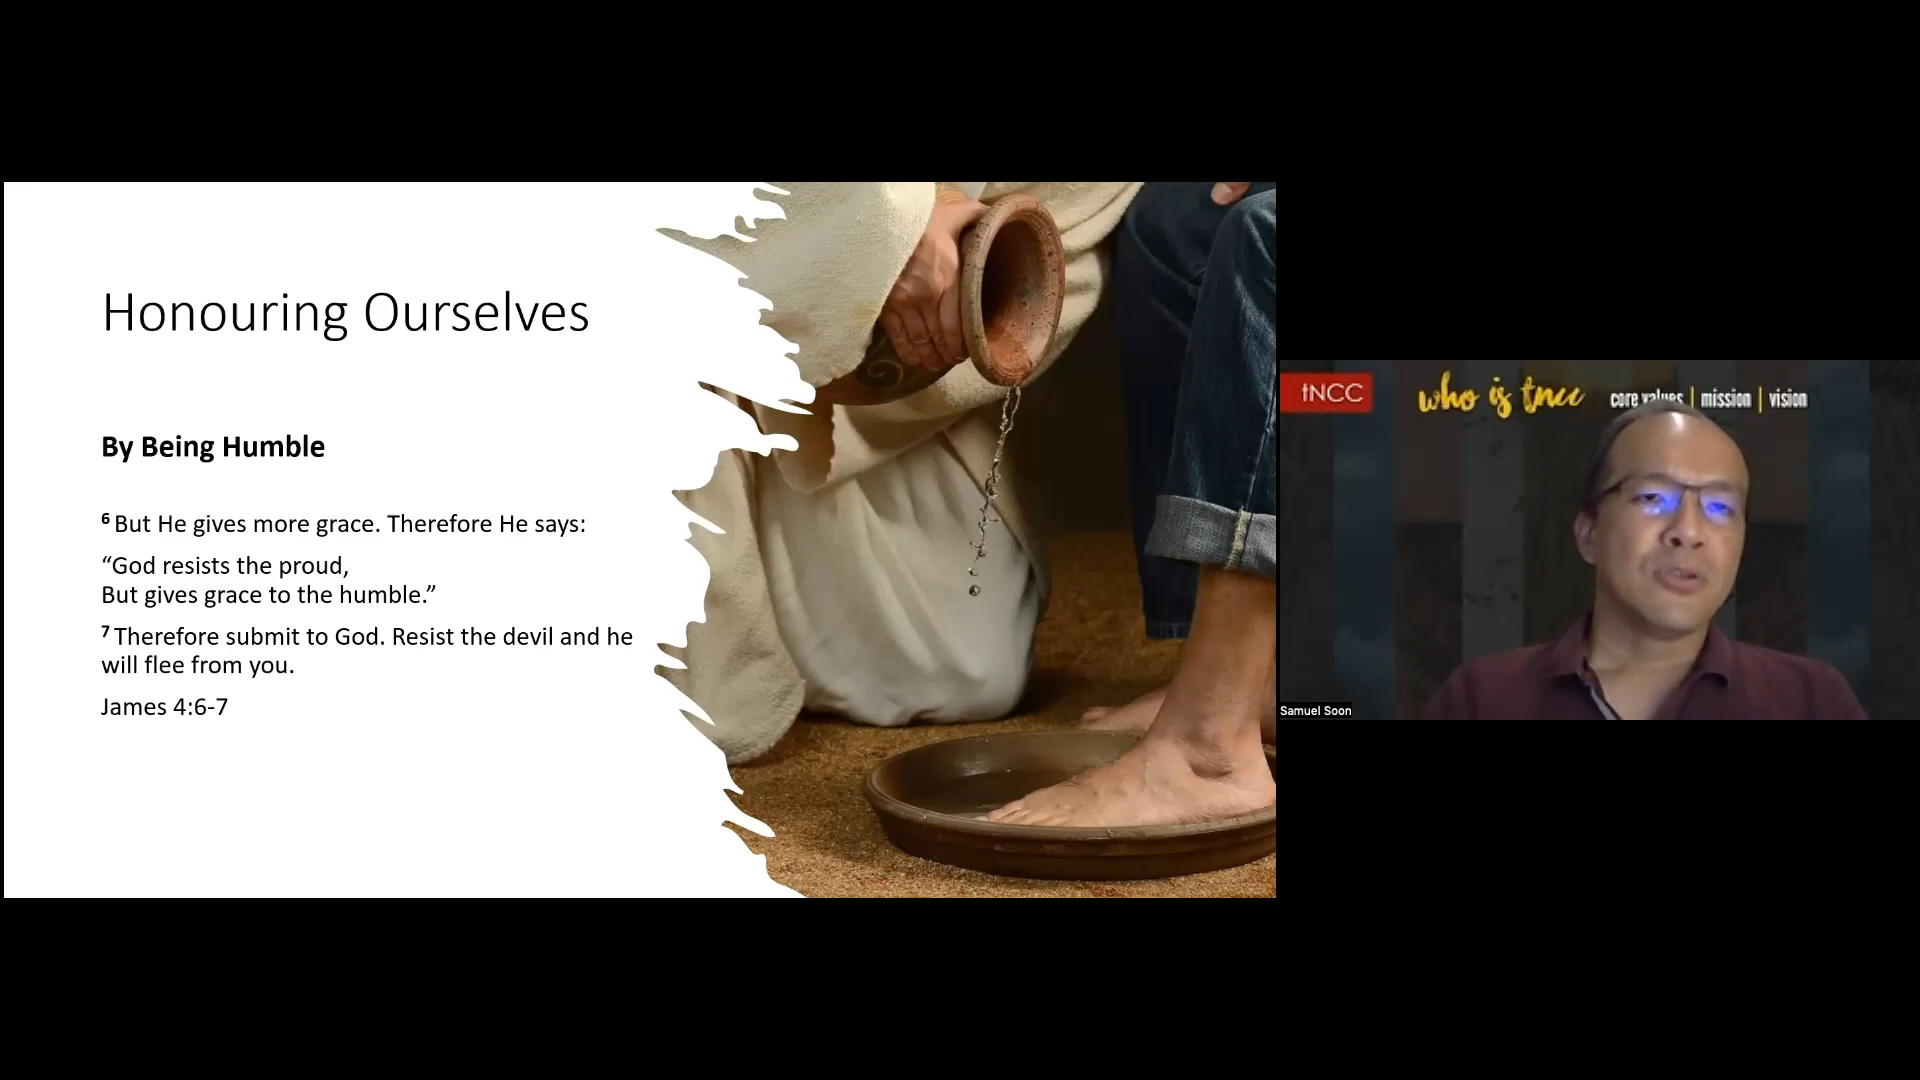 Honouring Ourselves
By Being Humble
6 But He gives more grace. Therefore He says:
“God resists the proud,
But gives grace to the humble.”
7 Therefore submit to God. Resist the devil and he
will flee from you.
James 4:6-7
tNCC
who is tncc
core values | mission | vision
Samuel Soon